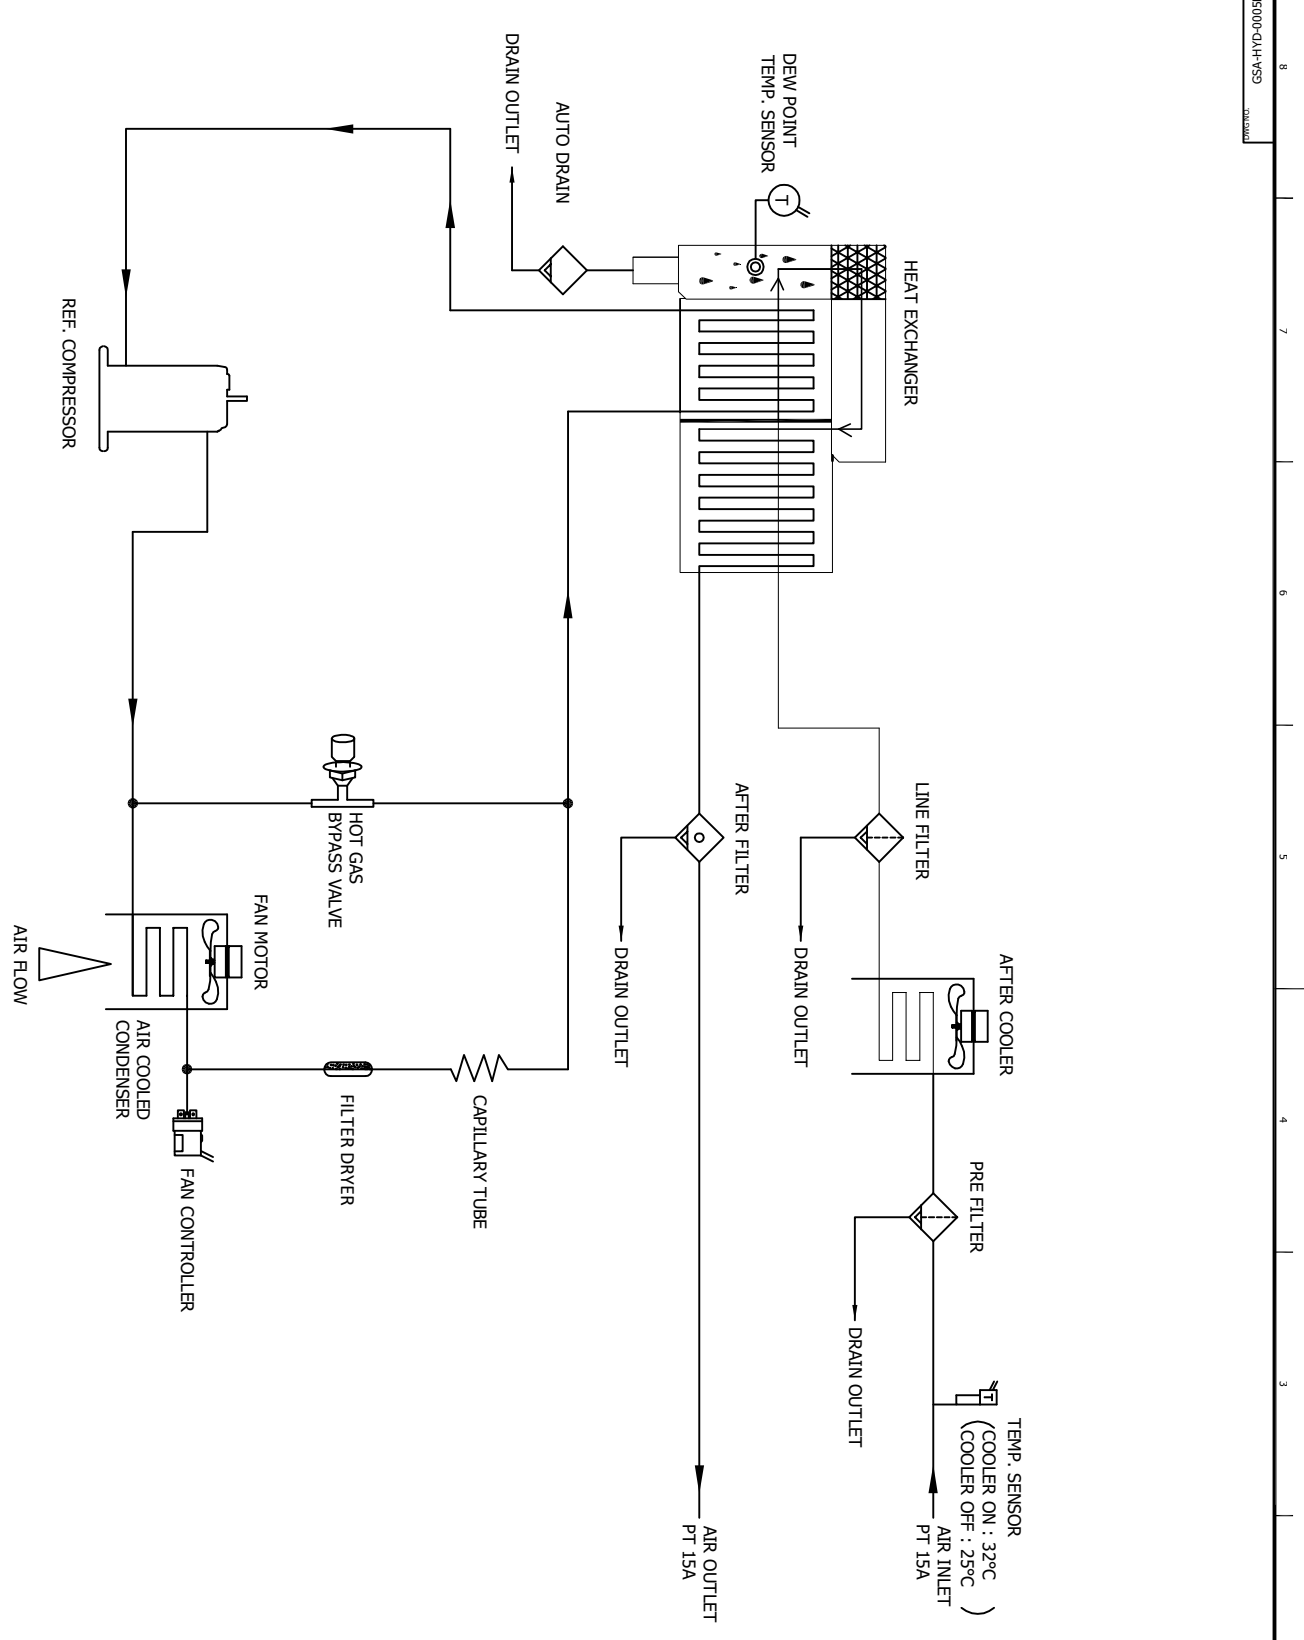 8
7
6
5
4
3
DWG NO.
TEMP. SENSOR
(COOLER ON : 32℃
COOLER OFF : 25℃)
AIR INLET
PT 15A
AFTER COOLER
PRE FILTER
LINE FILTER
HEAT EXCHANGER
DRAIN OUTLET
DRAIN OUTLET
DEW POINT
TEMP. SENSOR
T
T
AFTER FILTER
AIR OUTLET
PT 15A
DRAIN OUTLET
AUTO DRAIN
DRAIN OUTLET
CAPILLARY TUBE
HOT GAS
BYPASS VALVE
FILTER DRYER
FAN MOTOR
FAN CONTROLLER
AIR COOLED
CONDENSER
REF. COMPRESSOR
AIR FLOW